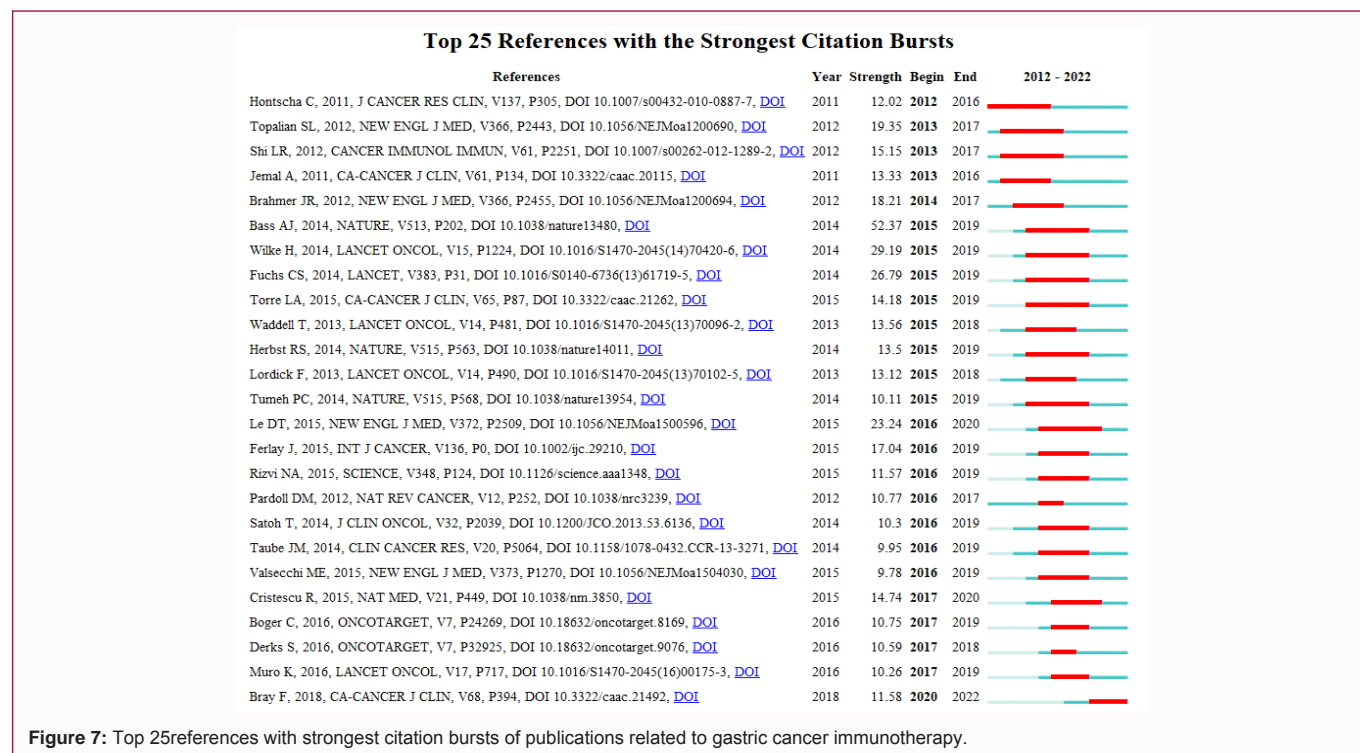 Top 25 References with the Strongest Citation Bursts
References Year Strength Begin End 2012 - 2022
Hontscha C, 2011, J CANCER RES CLIN, V137, P305, DOI 10.1007/s00432-010-0887-7, DOI 2011 12.02 2012 2016
Topalian SL, 2012, NEW ENGL J MED, V366, P2443, DOI 10.1056/NEJMoa1200690, DOI 2012 19.35 2013 2017
Shi LR, 2012, CANCER IMMUNOL IMMUN, V61, P2251, DOI 10.1007/s00262-012-1289-2, DOI 2012 15.15 2013 2017
Jemal A, 2011, CA-CANCER J CLIN, V61, P134, DOI 10.3322/caac.20115, DOI 2011 13.33 2013 2016
Brahmer JR, 2012, NEW ENGL J MED, V366, P2455, DOI 10.1056/NEJMoa1200694, DOI 2012 18.21 2014 2017
Bass AJ, 2014, NATURE, V513, P202, DOI 10.1038/nature13480, DOI 2014 52.37 2015 2019
Wilke H, 2014, LANCET ONCOL, V15, P1224, DOI 10.1016/S1470-2045(14)70420-6, DOI 2014 29.19 2015 2019
Fuchs CS, 2014, LANCET, V383, P31, DOI 10.1016/S0140-6736(13)61719-5, DOI 2014 26.79 2015 2019
Torre LA, 2015, CA-CANCER J CLIN, V65, P87, DOI 10.3322/caac.21262, DOI 2015 14.18 2015 2019
Waddell T, 2013, LANCET ONCOL, V14, P481, DOI 10.1016/S1470-2045(13)70096-2, DOI 2013 13.56 2015 2018
Herbst RS, 2014, NATURE, V515, P563, DOI 10.1038/nature14011, DOI 2014 13.5 2015 2019
Lordick F, 2013, LANCET ONCOL, V14, P490, DOI 10.1016/S1470-2045(13)70102-5, DOI 2013 13.12 2015 2018
Tumeh PC, 2014, NATURE, V515, P568, DOI 10.1038/nature13954, DOI 2014 10.11 2015 2019
Le DT, 2015, NEW ENGL J MED, V372, P2509, DOI 10.1056/NEJMoa1500596, DOI 2015 23.24 2016 2020
Ferlay J, 2015, INT J CANCER, V136, P0, DOI 10.1002/ijc.29210, DOI 2015 17.04 2016 2019
Rizvi NA, 2015, SCIENCE, V348, P124, DOI 10.1126/science.aaa1348, DOI 2015 11.57 2016 2019
Pardoll DM, 2012, NAT REV CANCER, V12, P252, DOI 10.1038/nrc3239, DOI 2012 10.77 2016 2017
Satoh T, 2014, J CLIN ONCOL, V32, P2039, DOI 10.1200/JCO.2013.53.6136, DOI 2014 10.3 2016 2019
Taube JM, 2014, CLIN CANCER RES, V20, P5064, DOI 10.1158/1078-0432.CCR-13-3271, DOI 2014 9.95 2016 2019
Valsecchi ME, 2015, NEW ENGL J MED, V373, P1270, DOI 10.1056/NEJMoa1504030, DOI 2015 9.78 2016 2019
Cristescu R, 2015, NAT MED, V21, P449, DOI 10.1038/nm.3850, DOI 2015 14.74 2017 2020
Boger C, 2016, ONCOTARGET, V7, P24269, DOI 10.18632/oncotarget.8169, DOI 2016 10.75 2017 2019
Derks S, 2016, ONCOTARGET, V7, P32925, DOI 10.18632/oncotarget.9076, DOI 2016 10.59 2017 2018
Muro K, 2016, LANCET ONCOL, V17, P717, DOI 10.1016/S1470-2045(16)00175-3, DOI 2016 10.26 2017 2019
Bray F, 2018, CA-CANCER J CLIN, V68, P394, DOI 10.3322/caac.21492, DOI 2018 11.58 2020 2022
Figure 7: Top 25references with strongest citation bursts of publications related to gastric cancer immunotherapy.